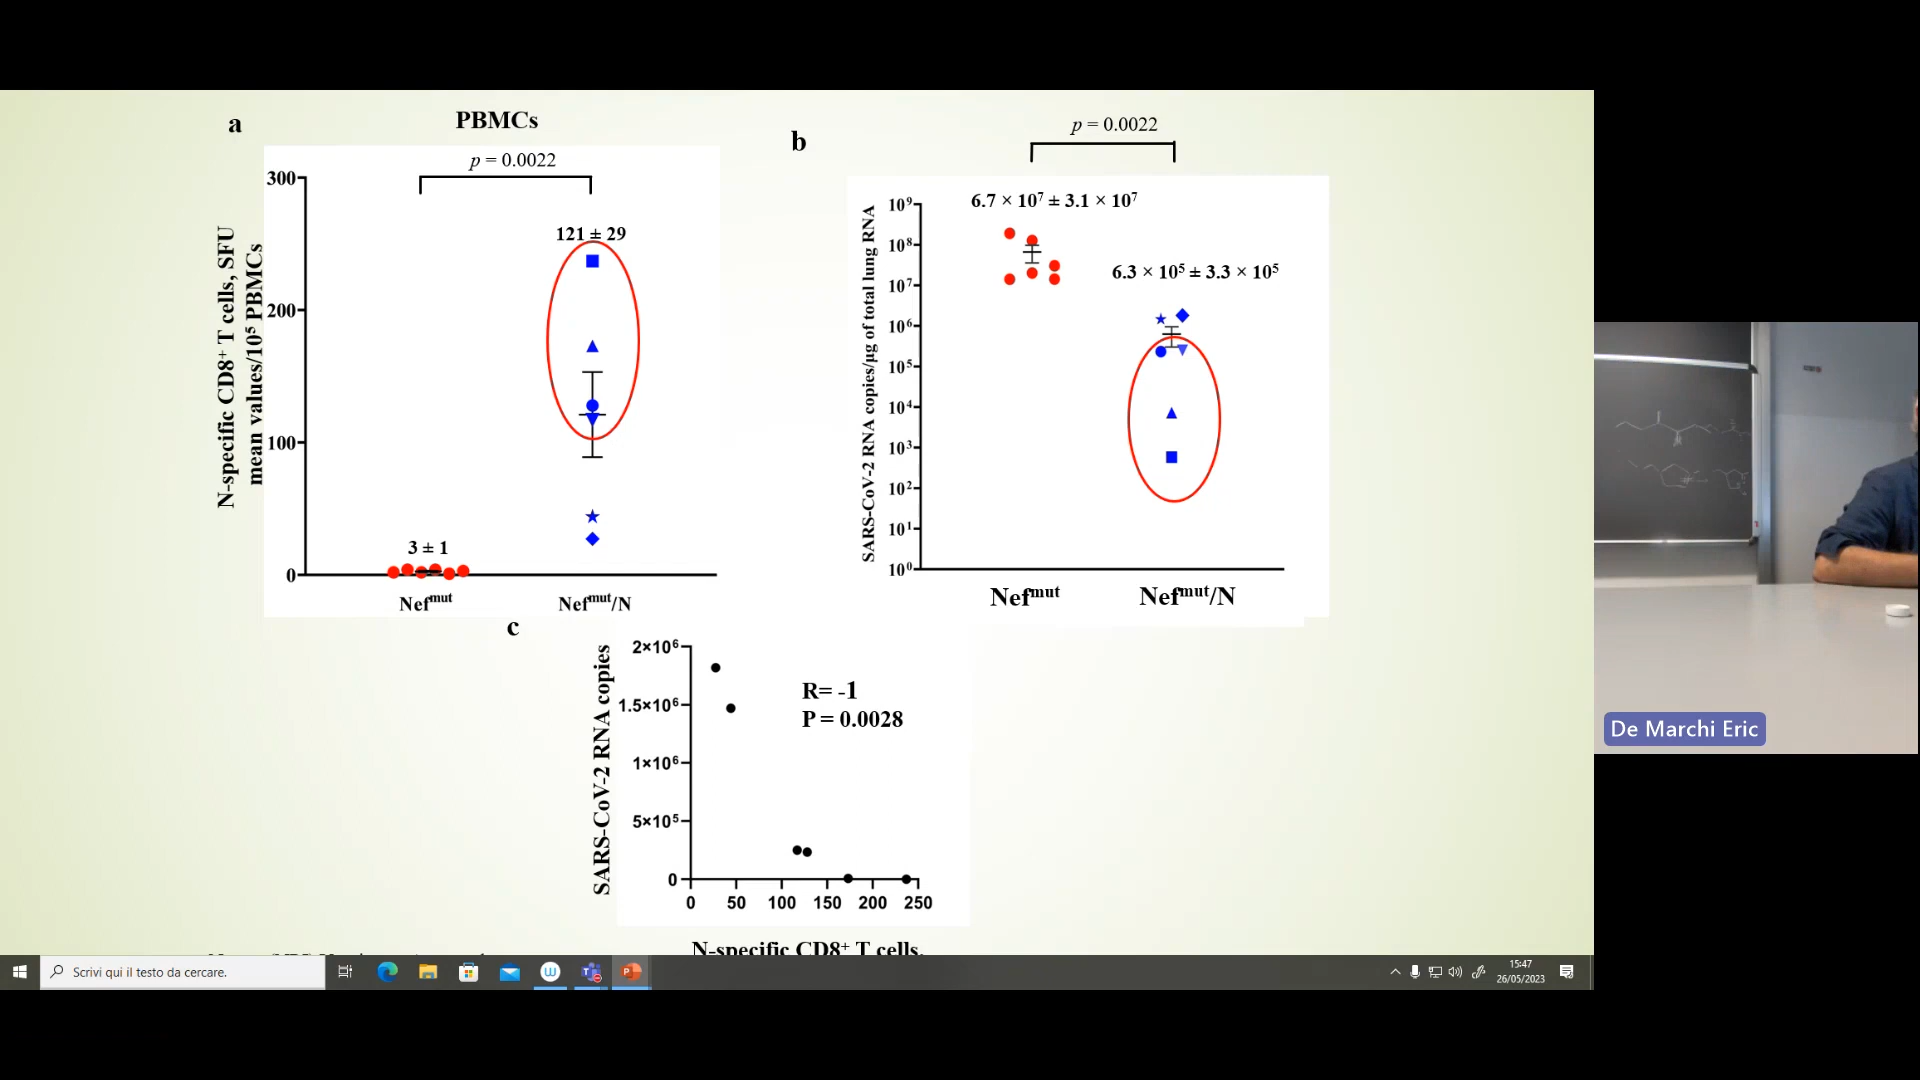 a
PBMCs
p = 0.0022
300
200
100
0
N-specific CD8⁺ T cells, SFU
mean values/10⁵ PBMCs
121 ± 29
3 ± 1
Nefᵐᵘᵗ
Nefᵐᵘᵗ/N
b
p = 0.0022
6.7 × 10⁷ ± 3.1 × 10⁷
6.3 × 10⁵ ± 3.3 × 10⁵
SARS-CoV-2 RNA copies/µg of total lung RNA
10⁹
10⁸
10⁷
10⁶
10⁵
10⁴
10³
10²
10¹
10⁰
Nefᵐᵘᵗ
Nefᵐᵘᵗ/N
c
SARS-CoV-2 RNA copies
2×10⁶
1.5×10⁶
1×10⁶
5×10⁵
0
R= -1
P = 0.0028
0 50 100 150 200 250
N-specific CD8⁺ T cells,
De Marchi Eric
Scrivi qui il testo da cercare.
15:47
26/05/2023